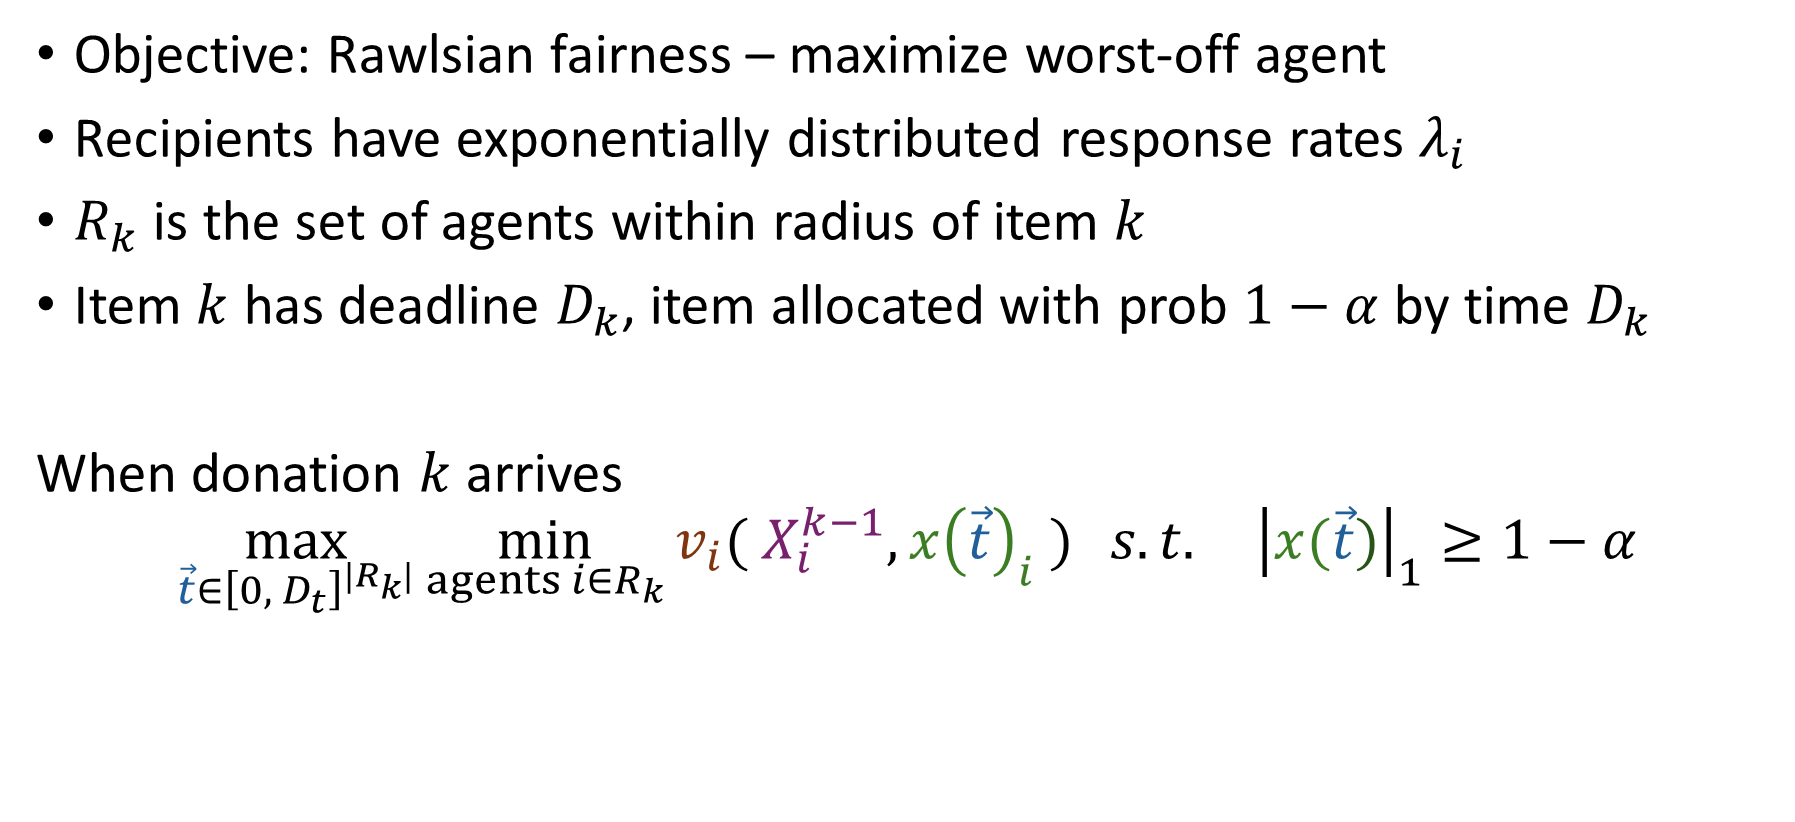 • Objective: Rawlsian fairness – maximize worst-off agent
• Recipients have exponentially distributed response rates λ_i
• R_k is the set of agents within radius of item k
• Item k has deadline D_k, item allocated with prob 1 − α by time D_k
When donation k arrives
max_{t⃗∈[0, D_t]^{|R_k|}} min_{agents i∈R_k} v_i( X_i^{k−1}, x(t⃗)_i ) s.t. |x(t⃗)|_1 ≥ 1 − α